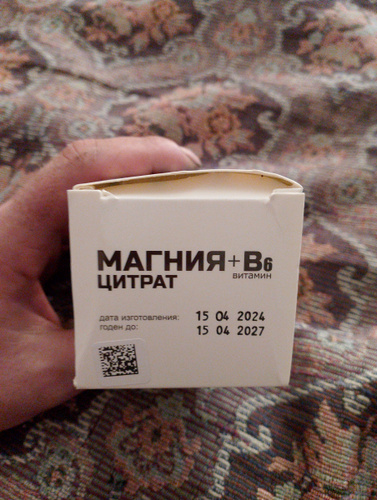 МАГНИЯ+B6
витамин
ЦИТРАТ
дата изготовления: 15 04 2024
годен до: 15 04 2027